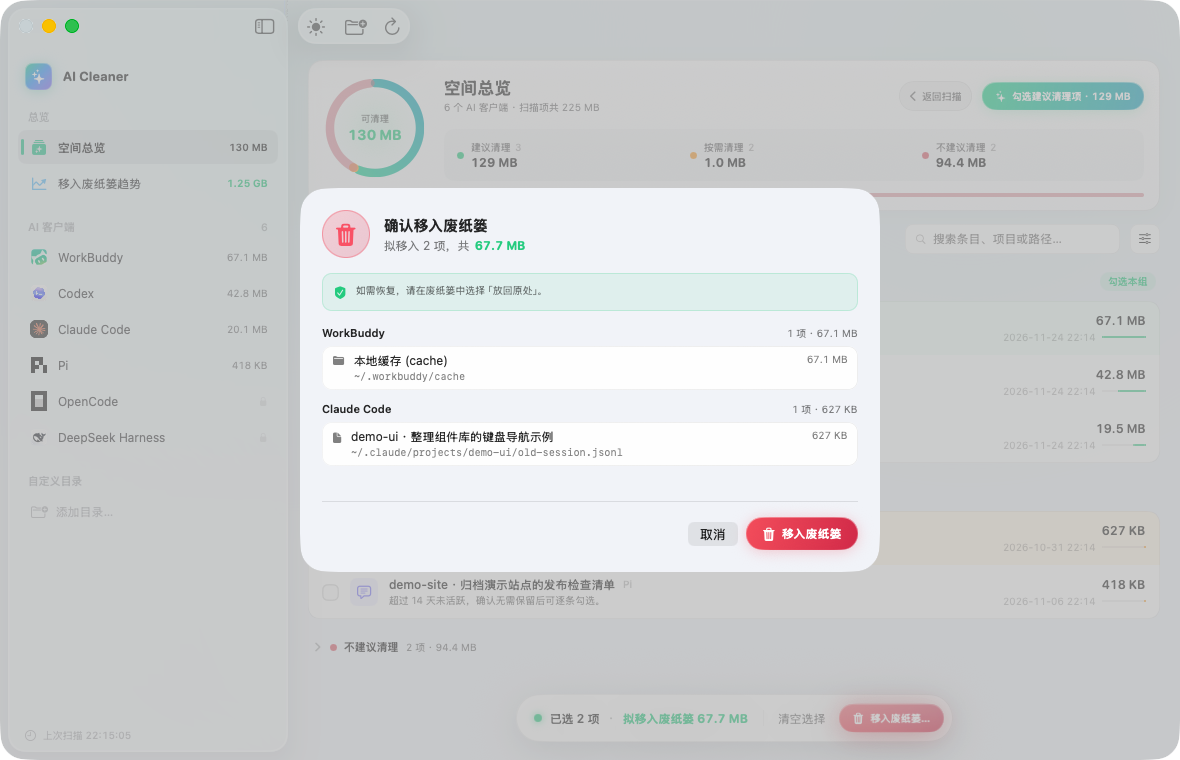 AI Cleaner
总览
空间总览 130 MB
移入废纸篓趋势 1.25 GB
AI 客户端 6
WorkBuddy 67.1 MB
Codex 42.8 MB
Claude Code 20.1 MB
Pi 418 KB
OpenCode
DeepSeek Harness
自定义目录
添加目录...
上次扫描 22:15:05
可清理
130 MB
空间总览
6 个 AI 客户端 · 扫描项共 225 MB
返回扫描
勾选建议清理项 · 129 MB
建议清理 3
129 MB
按需清理 2
1.0 MB
不建议清理 2
94.4 MB
搜索条目、项目或路径...
勾选本组
67.1 MB
2026-11-24 22:14
42.8 MB
2026-11-24 22:14
19.5 MB
2026-11-24 22:14
627 KB
2026-10-31 22:14
确认移入废纸篓
拟移入 2 项，共 67.7 MB
如需恢复，请在废纸篓中选择「放回原处」。
WorkBuddy 1 项 · 67.1 MB
本地缓存 (cache) 67.1 MB
~/.workbuddy/cache
Claude Code 1 项 · 627 KB
demo-ui · 整理组件库的键盘导航示例 627 KB
~/.claude/projects/demo-ui/old-session.jsonl
取消
移入废纸篓
demo-site · 归档演示站点的发布检查清单 Pi 418 KB
超过 14 天未活跃，确认无需保留后可逐条勾选。 2026-11-06 22:14
不建议清理 2 项 · 94.4 MB
已选 2 项 · 拟移入废纸篓 67.7 MB
清空选择
移入废纸篓...